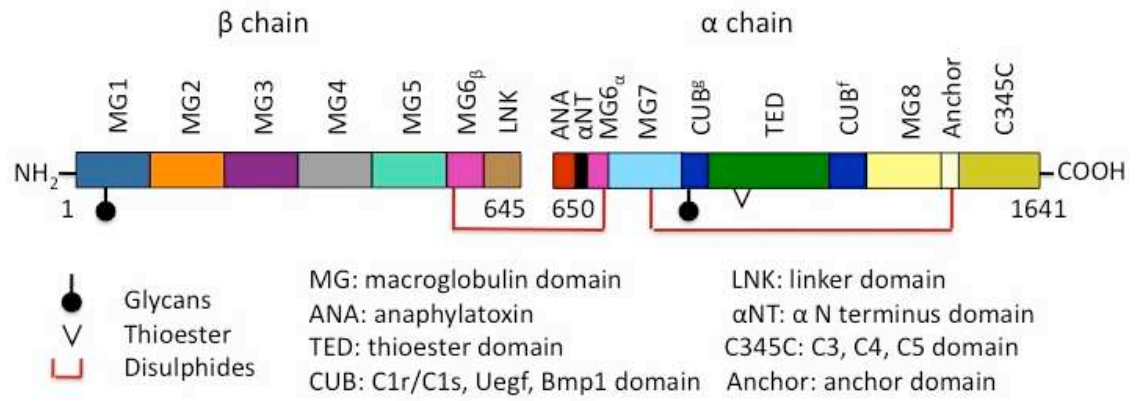 β chain
α chain
MG1 MG2 MG3 MG4 MG5 MG6β LNK ANA αNT MG6α MG7 CUBᵍ TED CUBᶠ MG8 Anchor C345C
NH₂ COOH
1 645 650 1641
MG: macroglobulin domain LNK: linker domain
Glycans ANA: anaphylatoxin αNT: α N terminus domain
Thioester TED: thioester domain C345C: C3, C4, C5 domain
Disulphides CUB: C1r/C1s, Uegf, Bmp1 domain Anchor: anchor domain